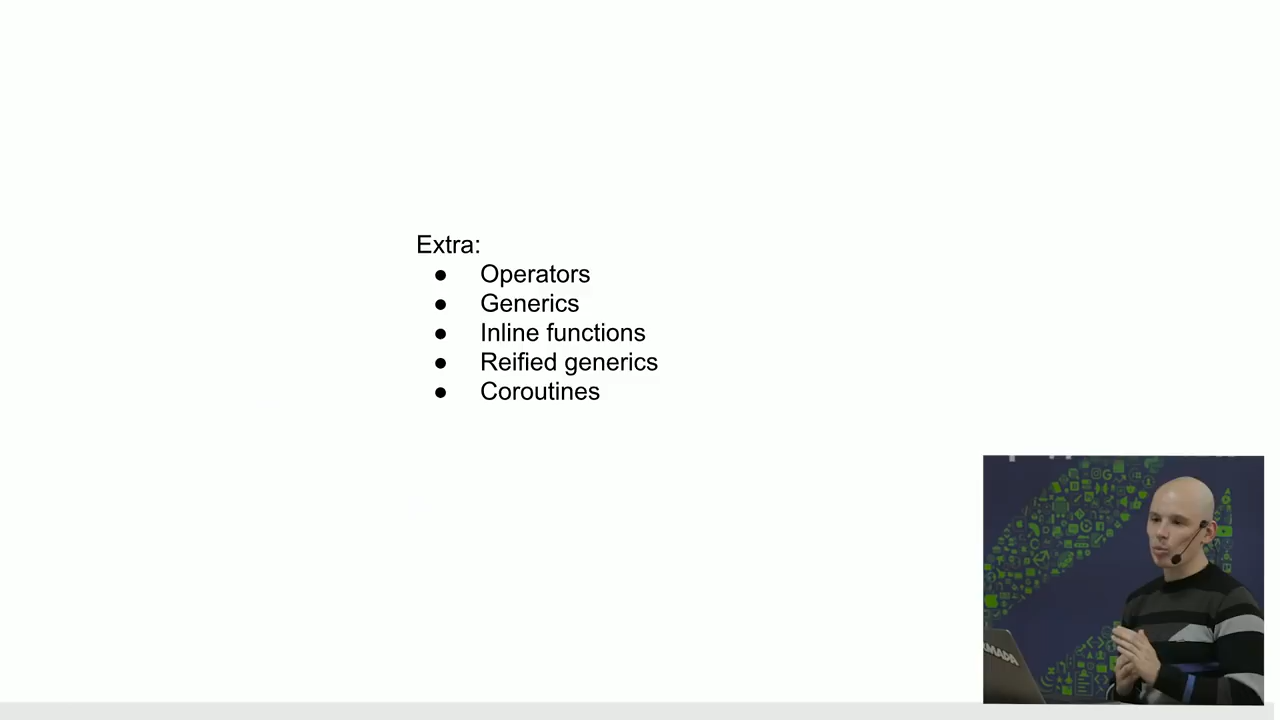 Extra:
● Operators
● Generics
● Inline functions
● Reified generics
● Coroutines